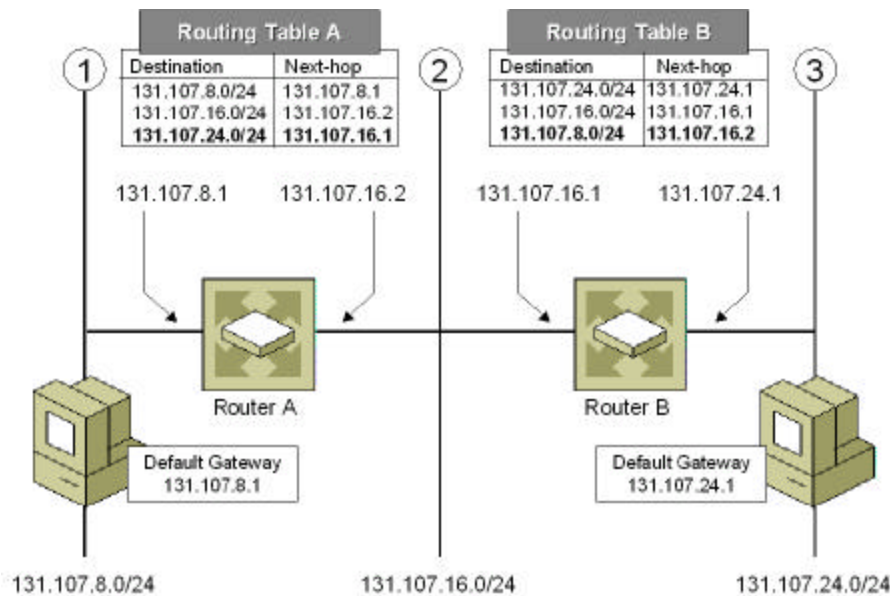 Routing Table A
Destination Next-hop
131.107.8.0/24 131.107.8.1
131.107.16.0/24 131.107.16.2
131.107.24.0/24 131.107.16.1
Routing Table B
Destination Next-hop
131.107.24.0/24 131.107.24.1
131.107.16.0/24 131.107.16.1
131.107.8.0/24 131.107.16.2
1
2
3
131.107.8.1
131.107.16.2
131.107.16.1
131.107.24.1
Router A
Router B
Default Gateway
131.107.8.1
Default Gateway
131.107.24.1
131.107.8.0/24
131.107.16.0/24
131.107.24.0/24